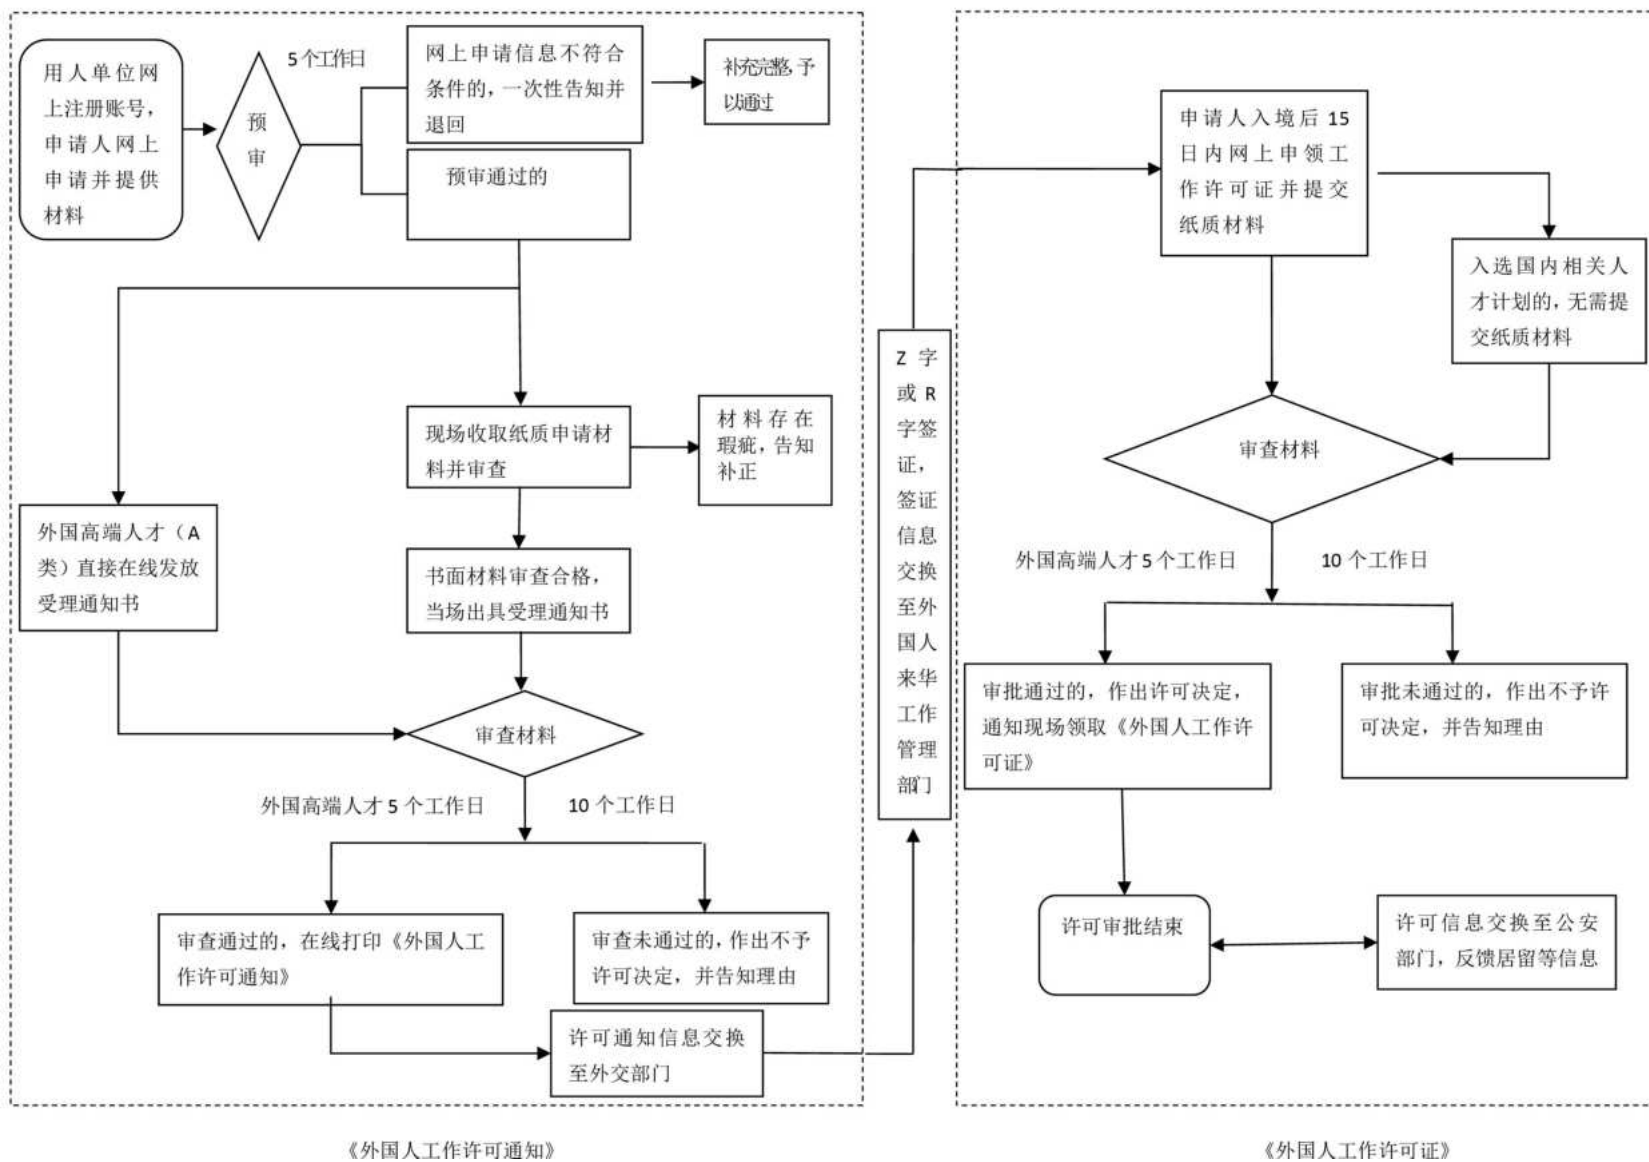 用人单位网
上注册账号，
申请人网上
申请并提供
材料
预
审
5 个工作日
网上申请信息不符合
条件的，一次性告知并
退回
补充完整，予
以通过
预审通过的
现场收取纸质申请材
料并审查
材料存在
瑕疵，告知
补正
外国高端人才（A
类）直接在线发放
受理通知书
书面材料审查合格，
当场出具受理通知书
审查材料
外国高端人才 5 个工作日
10 个工作日
审查通过的，在线打印《外国人工
作许可通知》
审查未通过的，作出不予
许可决定，并告知理由
许可通知信息交换
至外交部门
《外国人工作许可通知》
Z 字
或 R
字签
证，
签证
信息
交换
至外
国人
来华
工作
管理
部门
申请人入境后 15
日内网上申领工
作许可证并提交
纸质材料
入选国内相关人
才计划的，无需提
交纸质材料
审查材料
外国高端人才 5 个工作日
10 个工作日
审批通过的，作出许可决定，
通知现场领取《外国人工作许
可证》
审批未通过的，作出不予许
可决定，并告知理由
许可审批结束
许可信息交换至公安
部门，反馈居留等信息
《外国人工作许可证》